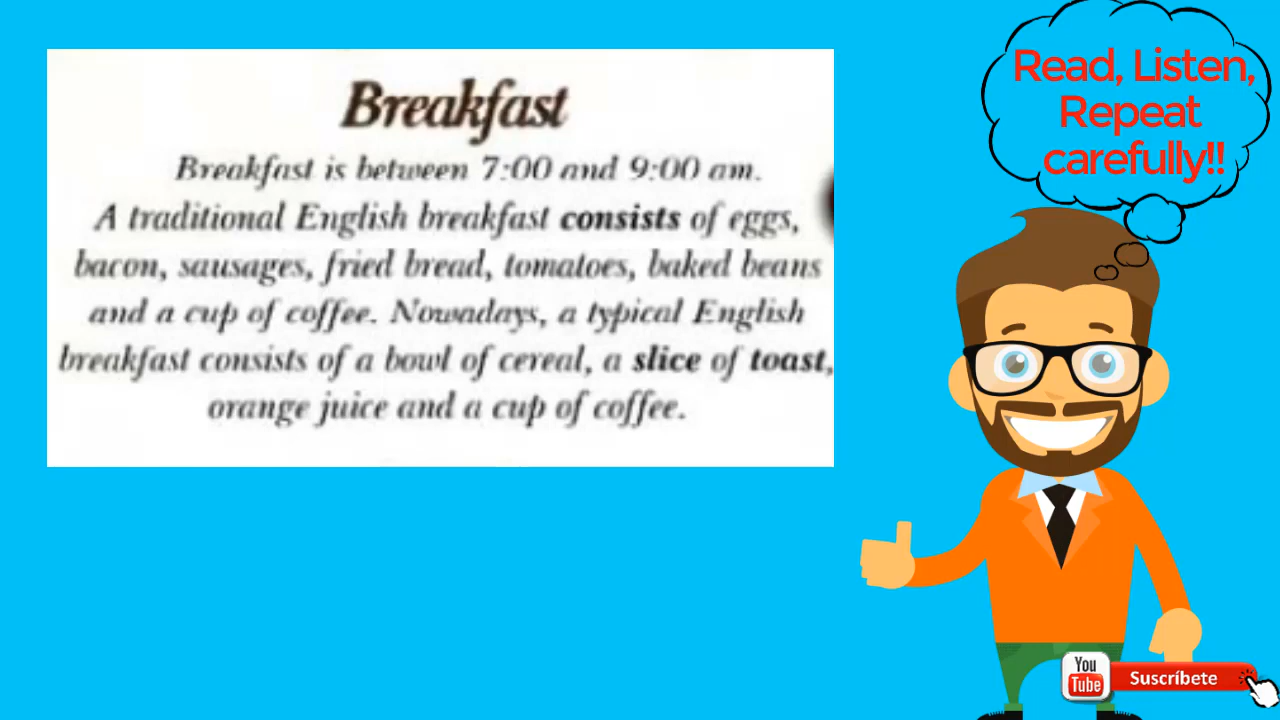 Breakfast
Breakfast is between 7:00 and 9:00 am.
A traditional English breakfast consists of eggs,
bacon, sausages, fried bread, tomatoes, baked beans
and a cup of coffee. Nowadays, a typical English
breakfast consists of a bowl of cereal, a slice of toast,
orange juice and a cup of coffee.
Read, Listen,
Repeat
carefully!!
You
Tube
Suscríbete